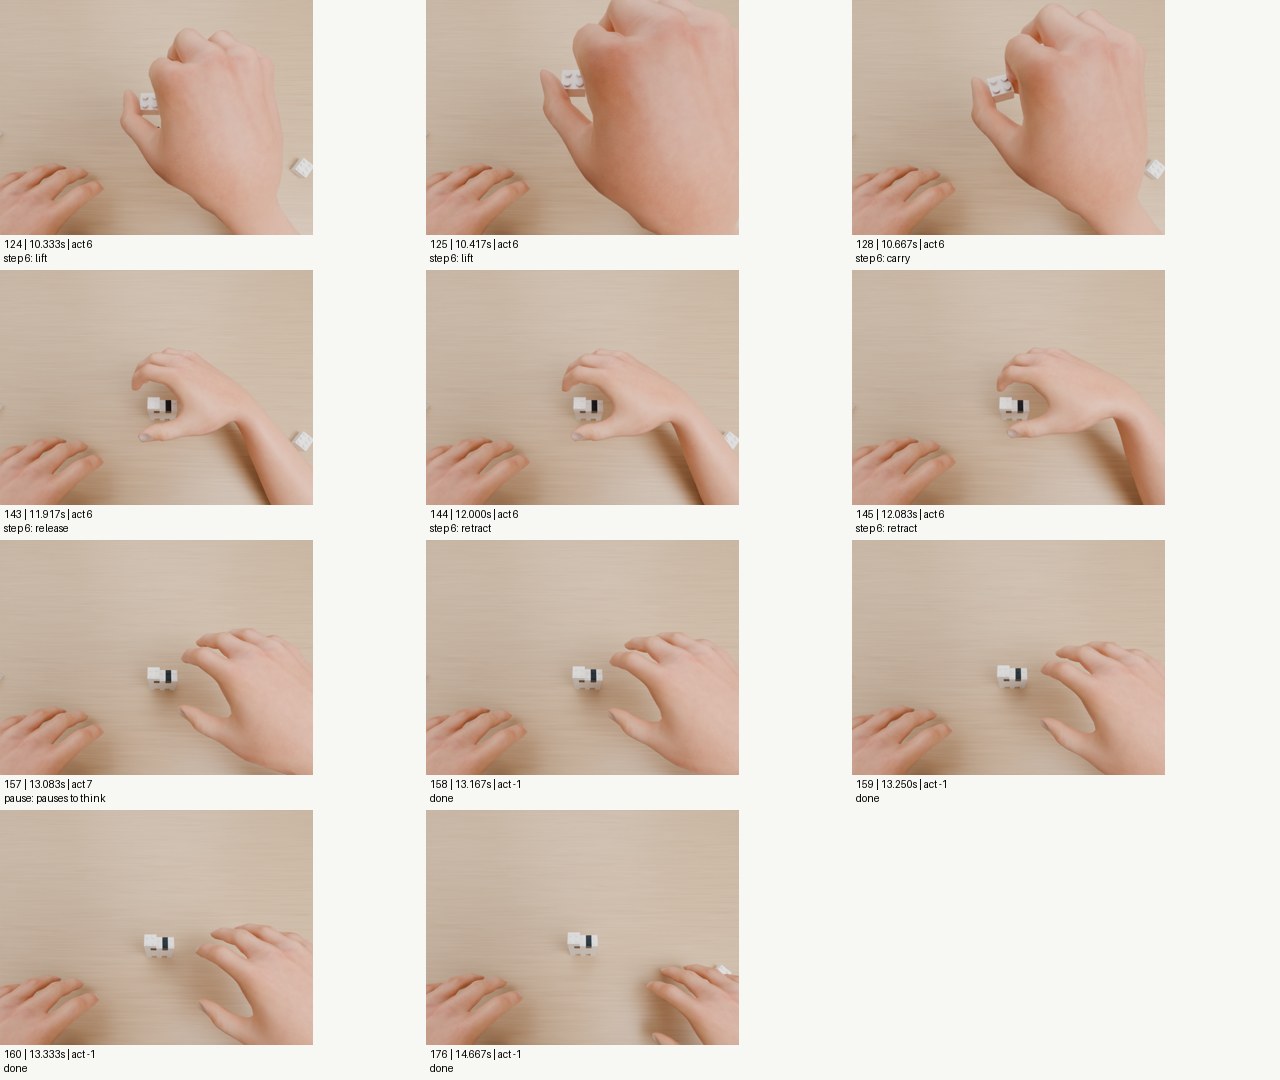 124 | 10.333s | act 6
step 6: lift
125 | 10.417s | act 6
step 6: lift
128 | 10.667s | act 6
step 6: carry
143 | 11.917s | act 6
step 6: release
144 | 12.000s | act 6
step 6: retract
145 | 12.083s | act 6
step 6: retract
157 | 13.083s | act 7
pause: pauses to think
158 | 13.167s | act -1
done
159 | 13.250s | act -1
done
160 | 13.333s | act -1
done
176 | 14.667s | act -1
done